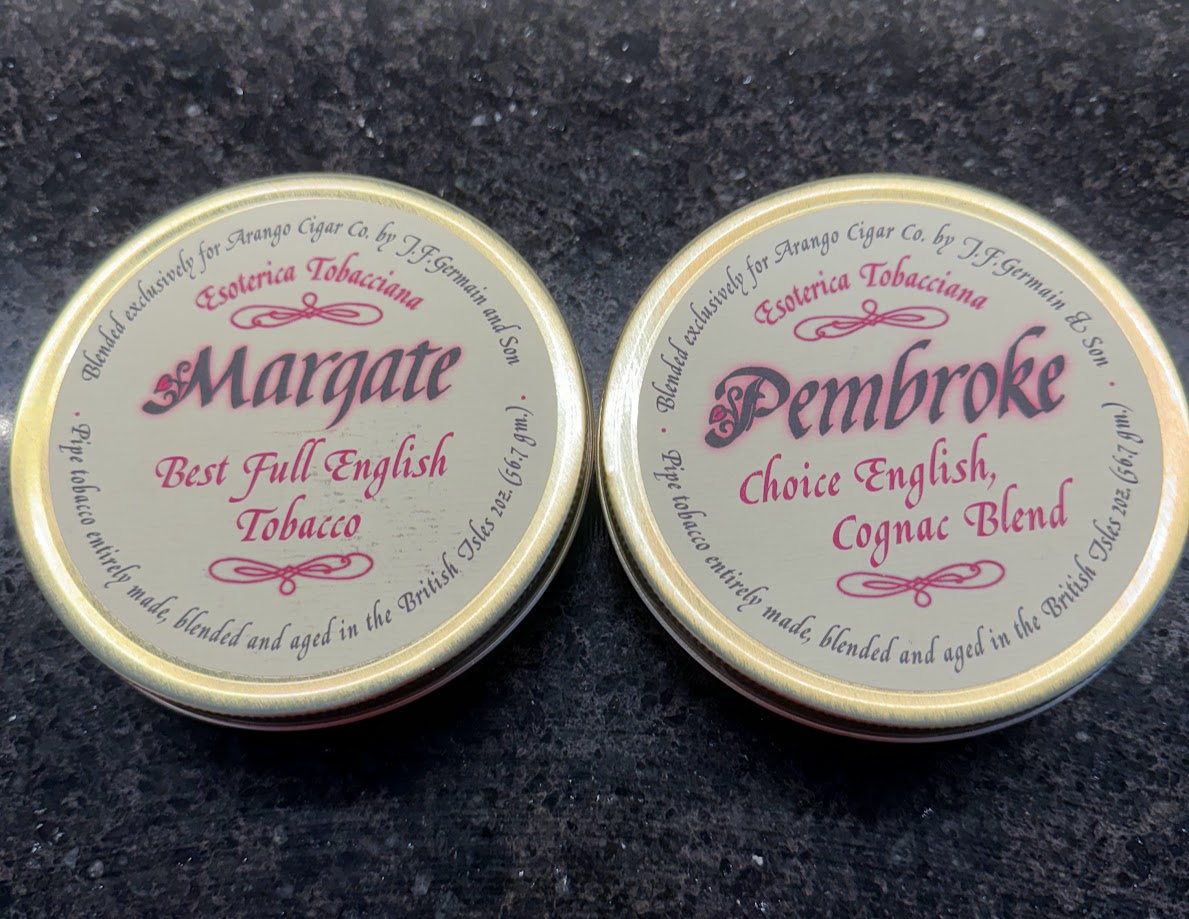 Blended exclusively for Arango Cigar Co. by J.F.Germain and Son
Esoterica Tobacciana
Margate
Best Full English
Tobacco
Pipe tobacco entirely made, blended and aged in the British Isles 2oz. (56.7 gm.)
Blended exclusively for Arango Cigar Co. by J.F.Germain & Son
Esoterica Tobacciana
Pembroke
Choice English,
Cognac Blend
Pipe tobacco entirely made, blended and aged in the British Isles 2oz. (56.7 gm.)